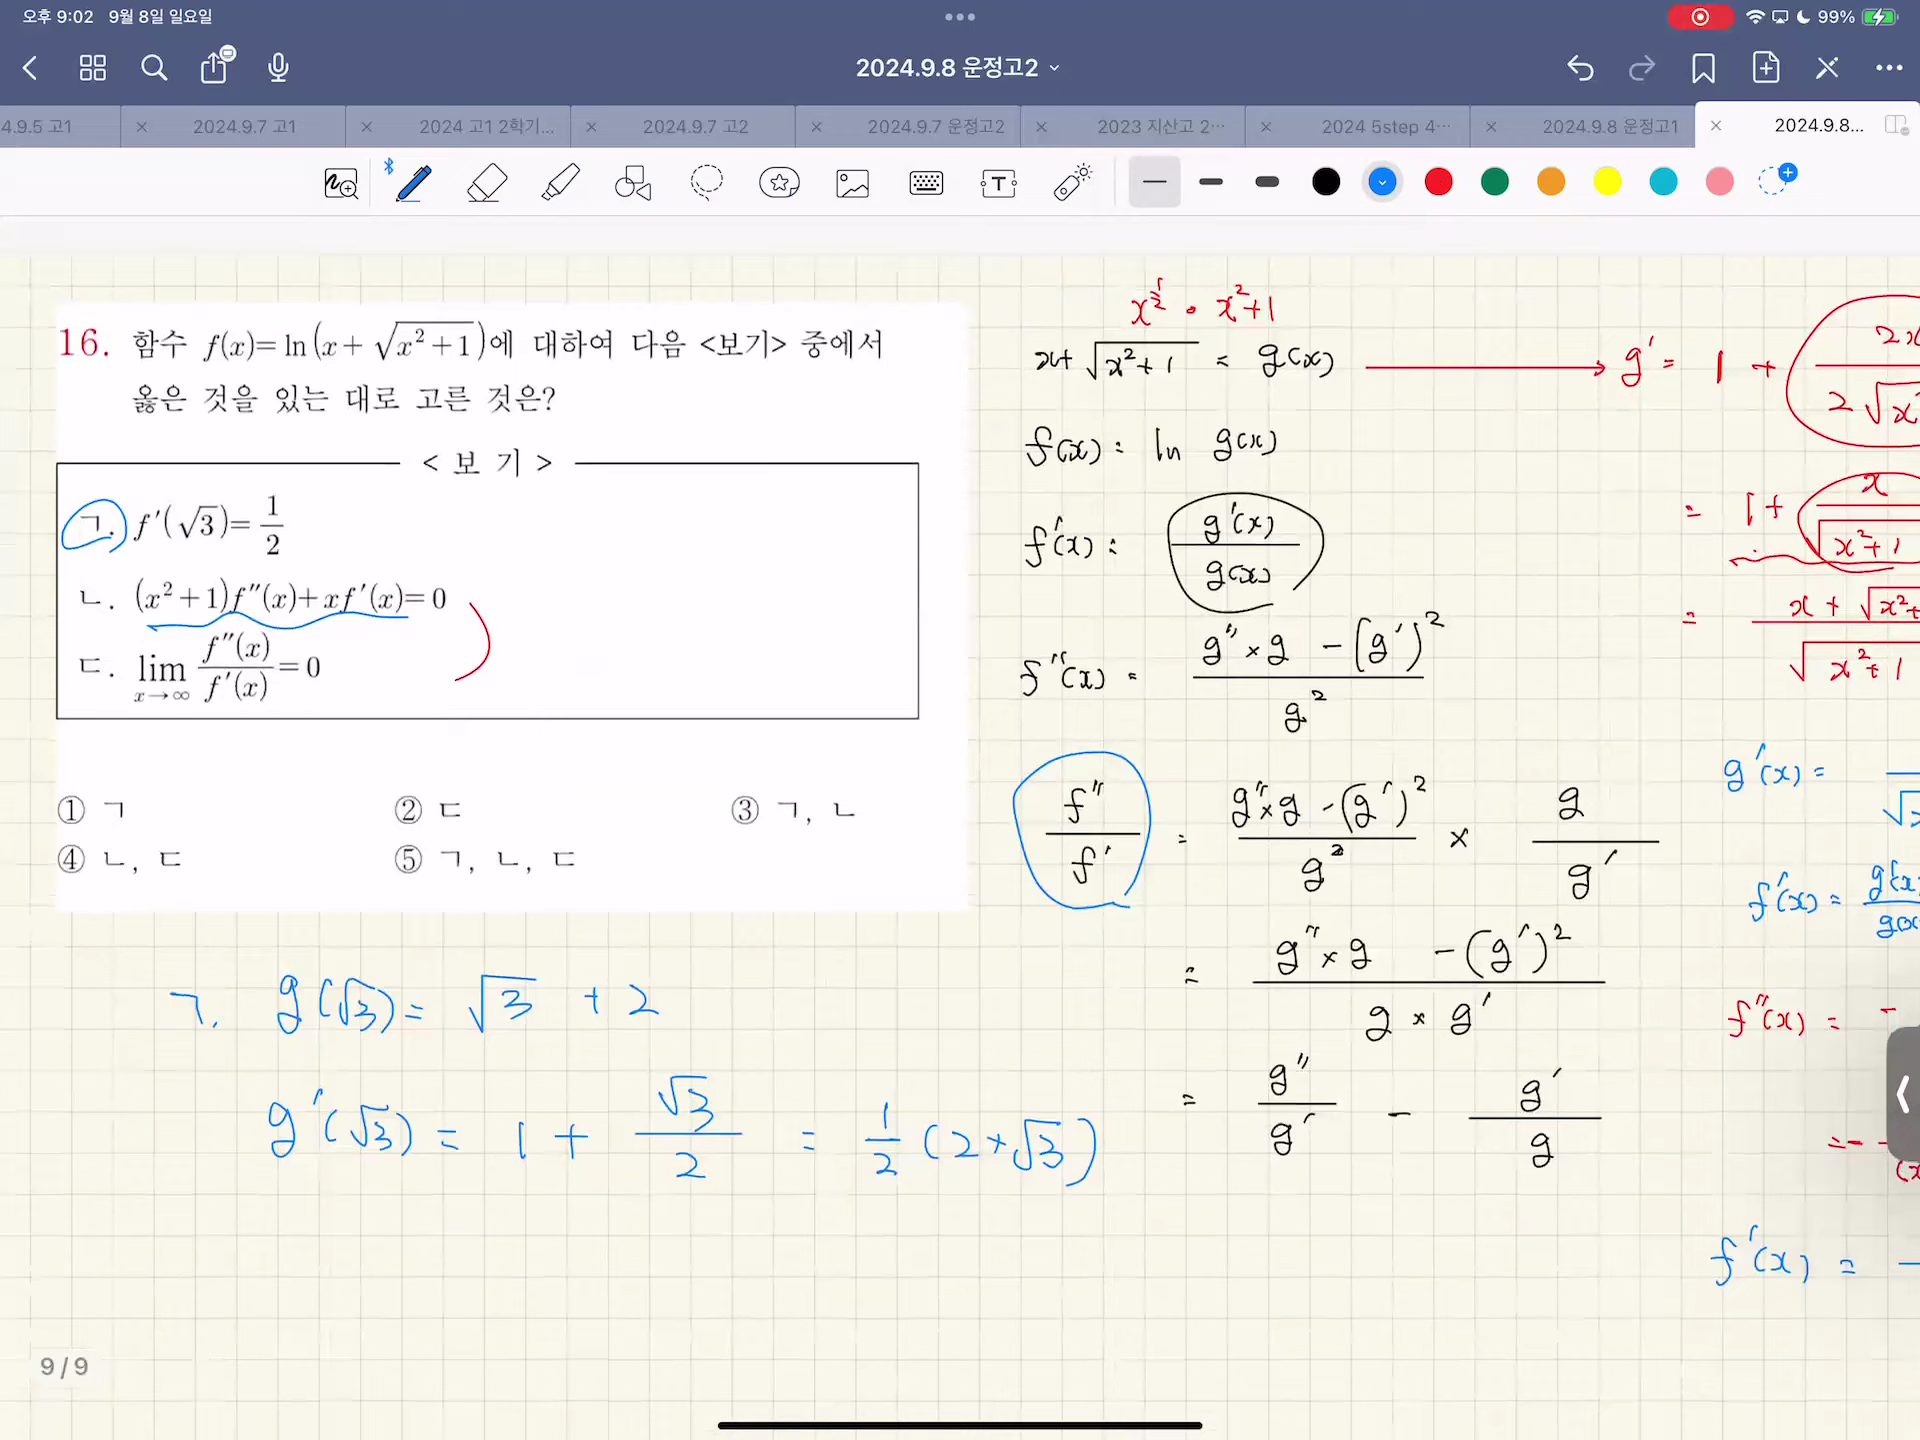 오후 9:02 9월 8일 일요일
99%
2024.9.8 운정고2
4.9.5 고1
2024.9.7 고1
2024 고1 2학기...
2024.9.7 고2
2024.9.7 운정고2
2023 지산고 2...
2024 5step 4...
2024.9.8 운정고1
2024.9.8...
16. 함수 f(x)=ln(x+√(x²+1))에 대하여 다음 <보기> 중에서
옳은 것을 있는 대로 고른 것은?
<보 기>
ㄱ. f′(√3)=1/2
ㄴ. (x²+1)f″(x)+xf′(x)=0
ㄷ. lim x→∞ f″(x)/f′(x)=0
① ㄱ ② ㄷ ③ ㄱ, ㄴ
④ ㄴ, ㄷ ⑤ ㄱ, ㄴ, ㄷ
ㄱ. g(√3)= √3 + 2
g′(√3) = 1 + √3/2 = 1/2 (2+√3)
x^(1/2) · x²+1
x+√(x²+1) = g(x)
f(x) = ln g(x)
f′(x) = g′(x)/g(x)
f″(x) = (g″×g −(g′)²)/g²
f″/f′ = (g″×g −(g′)²)/g² × g/g′
= (g″×g −(g′)²)/(g×g′)
= g″/g′ − g′/g
g′ = 1 +
= 1+ x/√(x²+1)
=
g′(x) =
f′(x) =
f″(x) = -
= -
f′(x) =
9/9